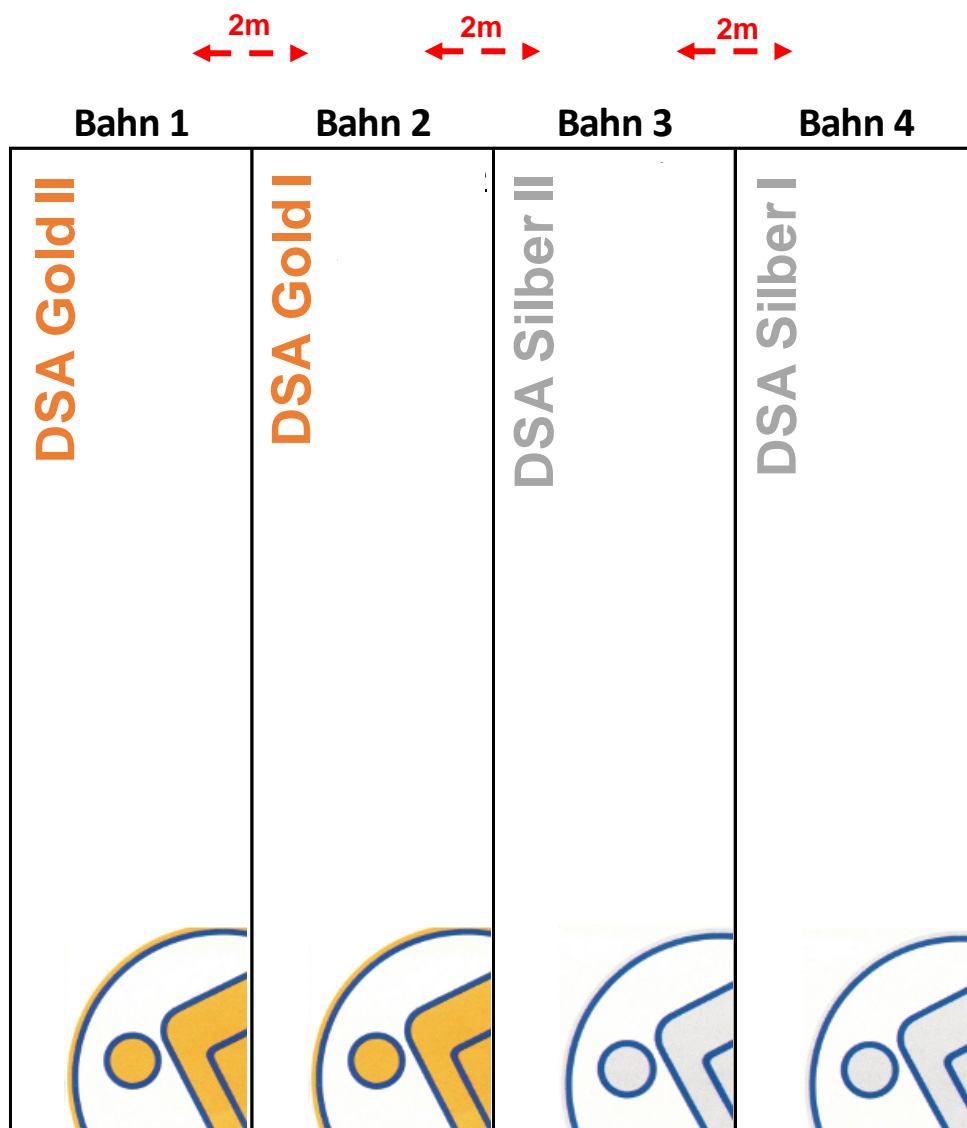 2m 2m 2m
Bahn 1 Bahn 2 Bahn 3 Bahn 4
DSA Gold II
DSA Gold I
DSA Silber II
DSA Silber I